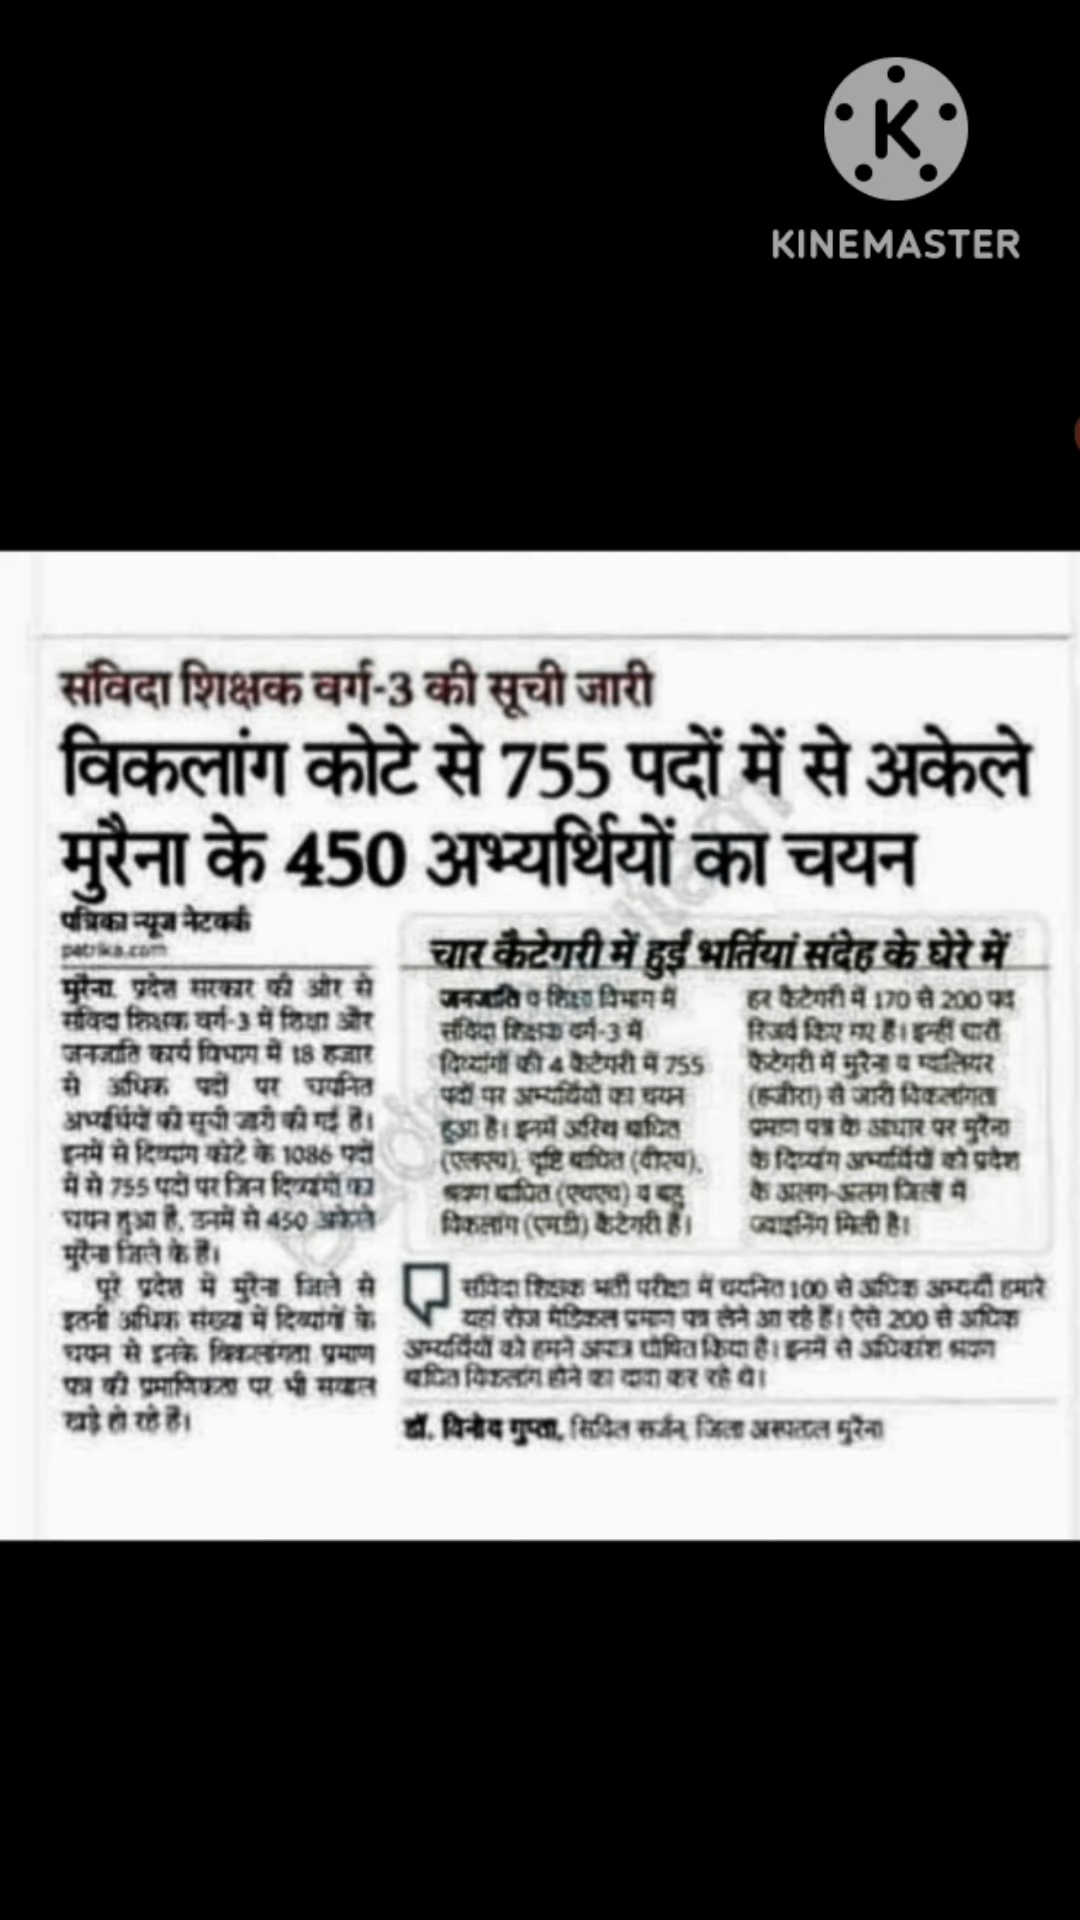 KINEMASTER
संविदा शिक्षक वर्ग-3 की सूची जारी
विकलांग कोटे से 755 पदों में से अकेले
मुरैना के 450 अभ्यर्थियों का चयन
पत्रिका न्यूज नेटवर्क
patrika.com
मुरैना. प्रदेश सरकार की ओर से
संविदा शिक्षक वर्ग-3 में शिक्षा और
जनजाति कार्य विभाग में 18 हजार
से अधिक पदों पर चयनित
अभ्यर्थियों की सूची जारी की गई है।
इनमें से दिव्यांग कोटे के 1086 पदों
में से 755 पदों पर जिन दिव्यांगों का
चयन हुआ है, उनमें से 450 अकेले
मुरैना जिले के हैं।
पूरे प्रदेश में मुरैना जिले से
इतनी अधिक संख्या में दिव्यांगों के
चयन से इनके विकलांगता प्रमाण
पत्र की प्रमाणिकता पर भी सवाल
खड़े हो रहे हैं।
चार कैटेगरी में हुई भर्तियां संदेह के घेरे में
जनजाति व शिक्षा विभाग में
संविदा शिक्षक वर्ग-3 में
दिव्यांगों की 4 कैटेगरी में 755
पदों पर अभ्यर्थियों का चयन
हुआ है। इनमें अस्थि बाधित
(एलएच), दृष्टि बाधित (वीएच),
श्रवण बाधित (एचएच) व बहु
विकलांग (एमडी) कैटेगरी हैं।
हर कैटेगरी में 170 से 200 पद
रिजर्व किए गए हैं। इन्हीं चारों
कैटेगरी में मुरैना व ग्वालियर
(हजीरा) से जारी विकलांगता
प्रमाण पत्र के आधार पर मुरैना
के दिव्यांग अभ्यर्थियों को प्रदेश
के अलग-अलग जिलों में
ज्वाइनिंग मिली है।
संविदा शिक्षक भर्ती परीक्षा में चयनित 100 से अधिक अभ्यर्थी हमारे
यहां रोज मेडिकल प्रमाण पत्र लेने आ रहे हैं। ऐसे 200 से अधिक
अभ्यर्थियों को हमने अपात्र घोषित किया है। इनमें से अधिकांश श्रवण
बाधित विकलांग होने का दावा कर रहे थे।
डॉ. विनोद गुप्ता, सिविल सर्जन, जिला अस्पताल मुरैना